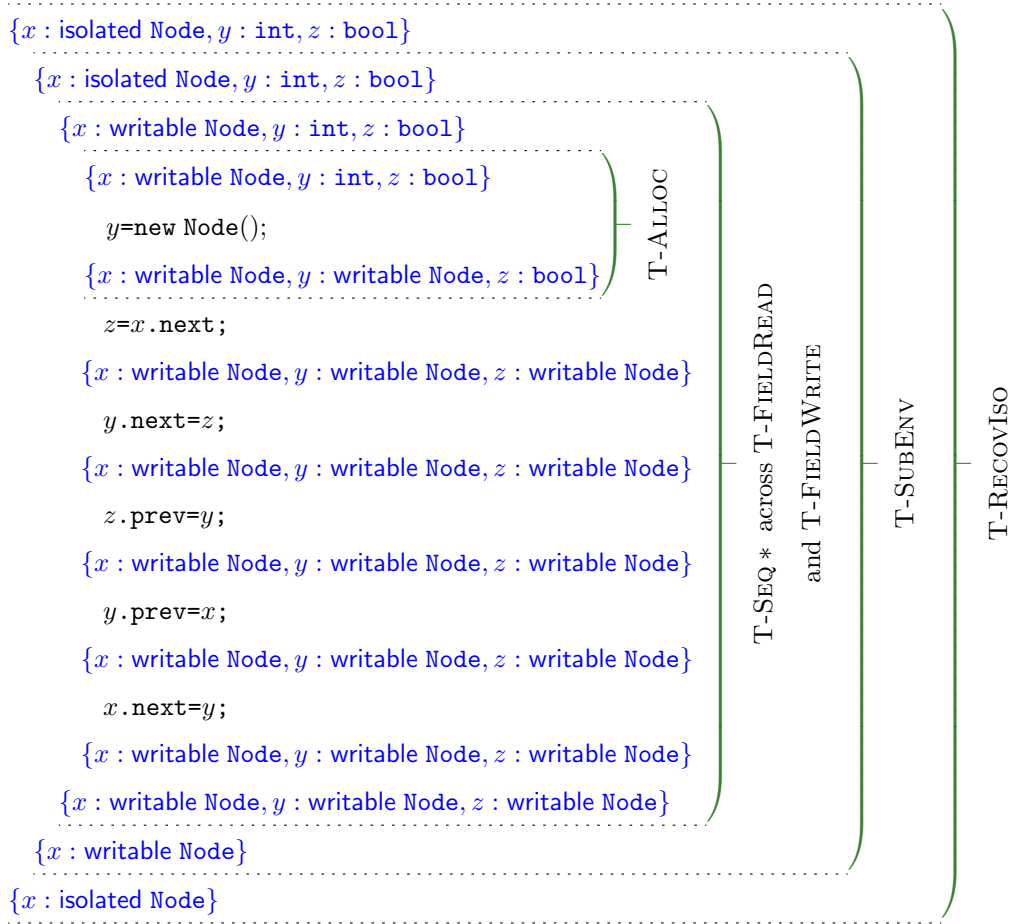 {x : isolated Node, y : int, z : bool}
{x : isolated Node, y : int, z : bool}
{x : writable Node, y : int, z : bool}
{x : writable Node, y : int, z : bool}
y=new Node();
{x : writable Node, y : writable Node, z : bool}
z=x.next;
{x : writable Node, y : writable Node, z : writable Node}
y.next=z;
{x : writable Node, y : writable Node, z : writable Node}
z.prev=y;
{x : writable Node, y : writable Node, z : writable Node}
y.prev=x;
{x : writable Node, y : writable Node, z : writable Node}
x.next=y;
{x : writable Node, y : writable Node, z : writable Node}
{x : writable Node, y : writable Node, z : writable Node}
{x : writable Node}
{x : isolated Node}
T-ALLOC
T-SEQ * across T-FIELDREAD
and T-FIELDWRITE
T-SUBENV
T-RECOVISO